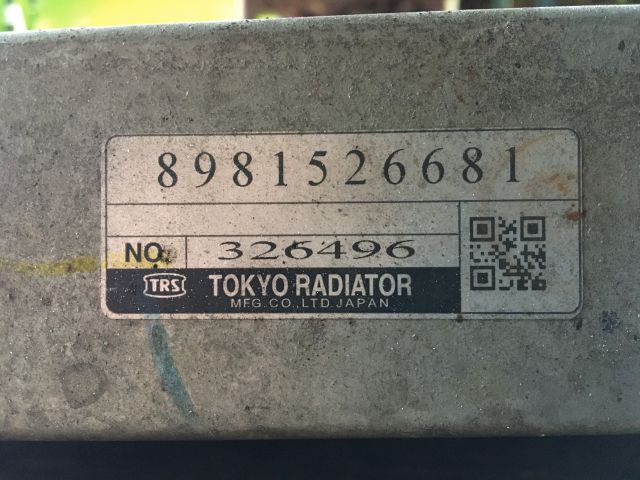 8981526681
NO. 326496
TRS TOKYO RADIATOR
MFG.CO.,LTD.JAPAN